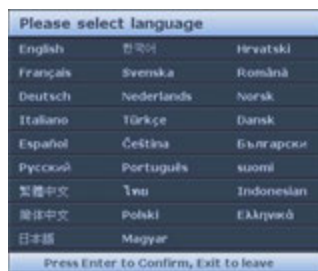 Please select language
English 한국어 Hrvatski
Français Svenska Română
Deutsch Nederlands Norsk
Italiano Türkçe Dansk
Español Čeština Български
Русский Português suomi
繁體中文 ไทย Indonesian
简体中文 Polski Ελληνικά
日本語 Magyar
Press Enter to Confirm, Exit to leave